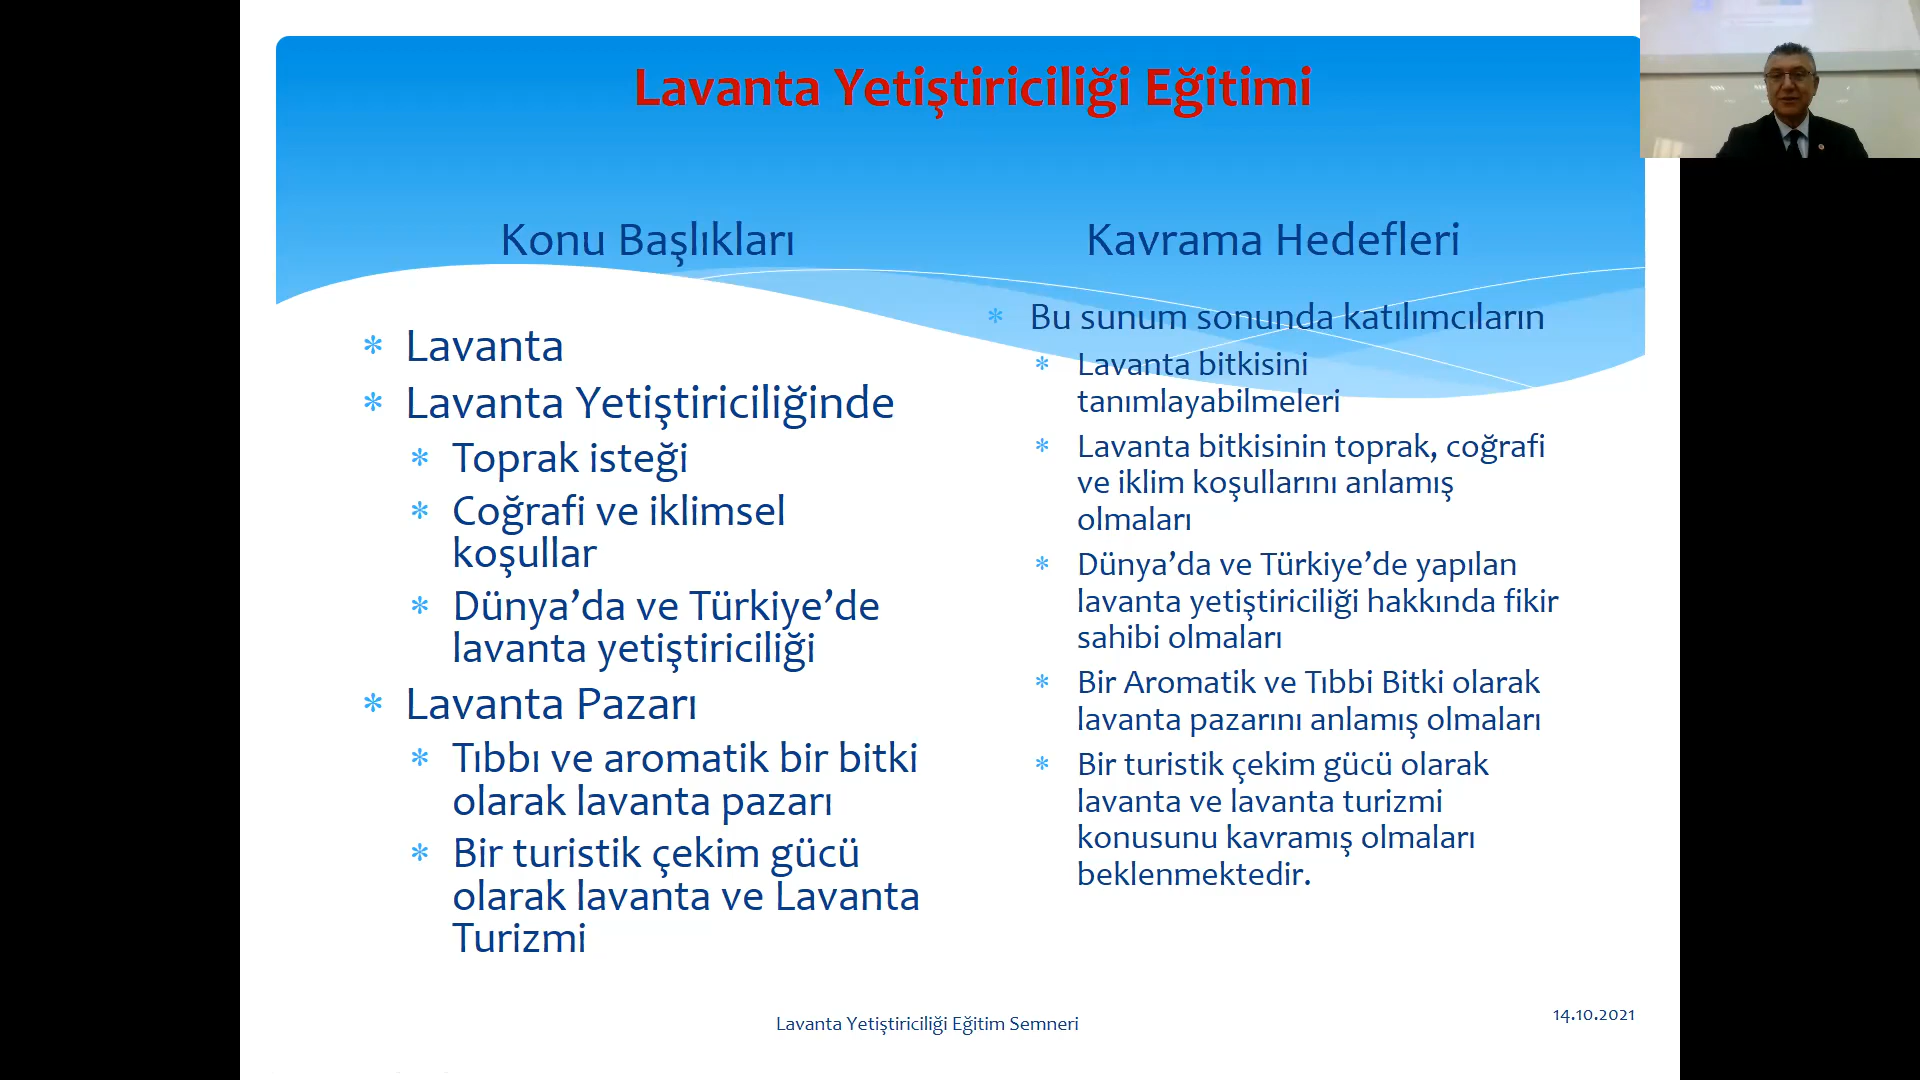 Lavanta Yetiştiriciliği Eğitimi
Konu Başlıkları
Lavanta
Lavanta Yetiştiriciliğinde
Toprak isteği
Coğrafi ve iklimsel
koşullar
Dünya’da ve Türkiye’de
lavanta yetiştiriciliği
Lavanta Pazarı
Tıbbı ve aromatik bir bitki
olarak lavanta pazarı
Bir turistik çekim gücü
olarak lavanta ve Lavanta
Turizmi
Kavrama Hedefleri
Bu sunum sonunda katılımcıların
Lavanta bitkisini
tanımlayabilmeleri
Lavanta bitkisinin toprak, coğrafi
ve iklim koşullarını anlamış
olmaları
Dünya’da ve Türkiye’de yapılan
lavanta yetiştiriciliği hakkında fikir
sahibi olmaları
Bir Aromatik ve Tıbbi Bitki olarak
lavanta pazarını anlamış olmaları
Bir turistik çekim gücü olarak
lavanta ve lavanta turizmi
konusunu kavramış olmaları
beklenmektedir.
Lavanta Yetiştiriciliği Eğitim Semneri
14.10.2021